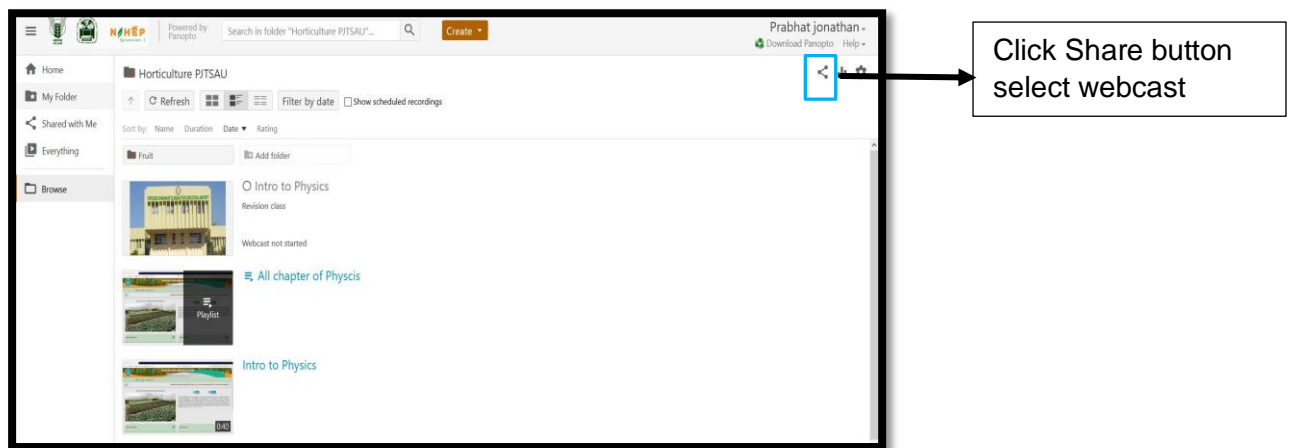 NAHEP
Powered by
Panopto
Search in folder "Horticulture PJTSAU"...
Create
Prabhat jonathan
Download Panopto Help
Home
My Folder
Shared with Me
Everything
Browse
Horticulture PJTSAU
Refresh
Filter by date
Show scheduled recordings
Sort by: Name Duration Date Rating
Fruit
Add folder
Intro to Physics
Revision class
Webcast not started
All chapter of Physcis
Playlist
Intro to Physics
0:40
Click Share button
select webcast